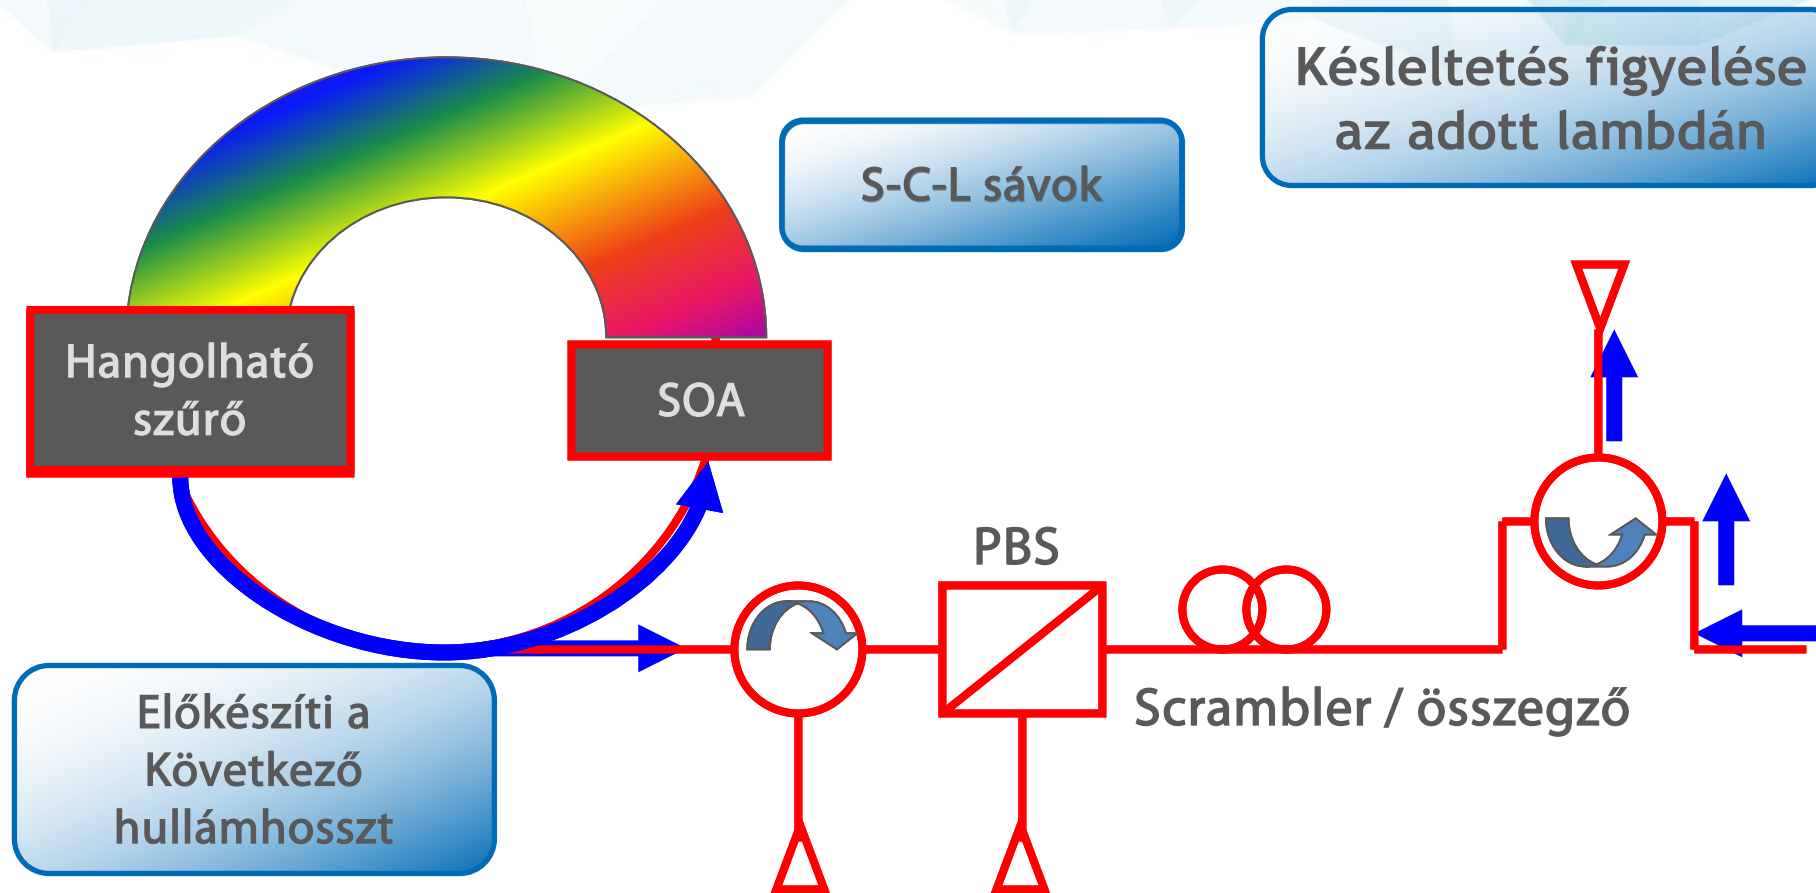 Késleltetés figyelése
az adott lambdán
S-C-L sávok
Hangolható
szűrő
SOA
PBS
Scrambler / összegző
Előkészíti a
Következő
hullámhosszt